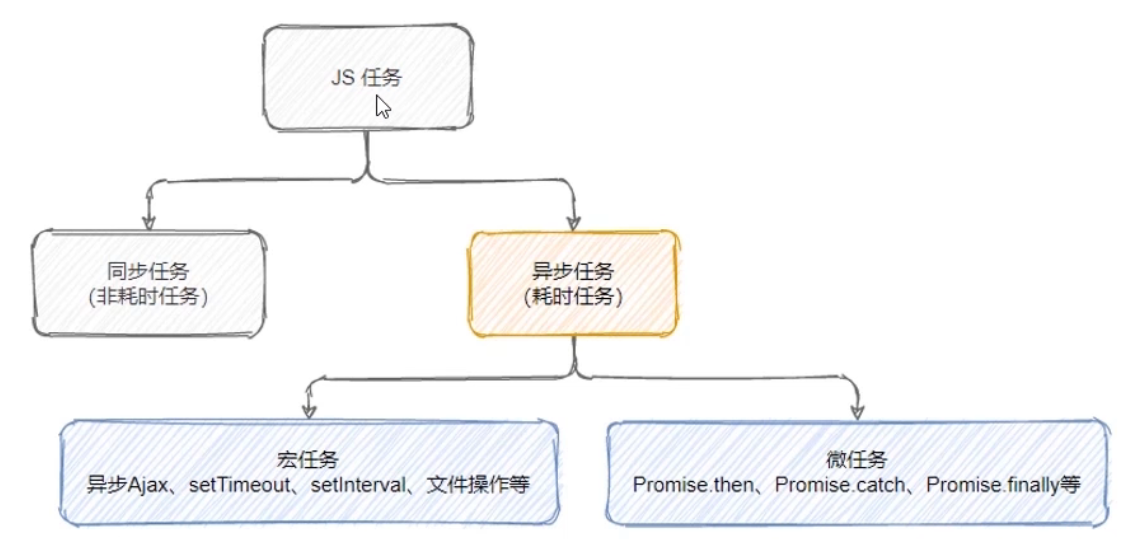 JS 任务
同步任务
(非耗时任务)
异步任务
(耗时任务)
宏任务
异步Ajax、setTimeout、setInterval、文件操作等
微任务
Promise.then、Promise.catch、Promise.finally等